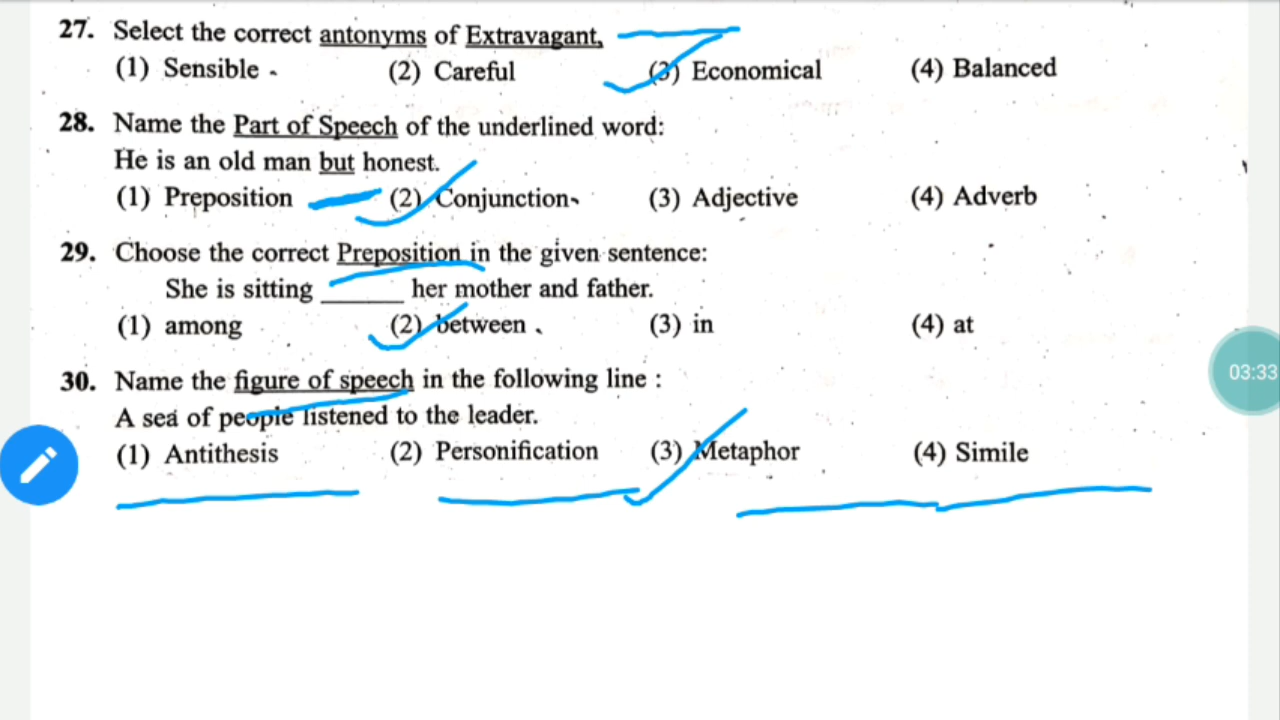 27. Select the correct antonyms of Extravagant,
(1) Sensible (2) Careful (3) Economical (4) Balanced
28. Name the Part of Speech of the underlined word:
He is an old man but honest.
(1) Preposition (2) Conjunction (3) Adjective (4) Adverb
29. Choose the correct Preposition in the given sentence:
She is sitting ______ her mother and father.
(1) among (2) between (3) in (4) at
30. Name the figure of speech in the following line :
A sea of people listened to the leader.
(1) Antithesis (2) Personification (3) Metaphor (4) Simile
03:33